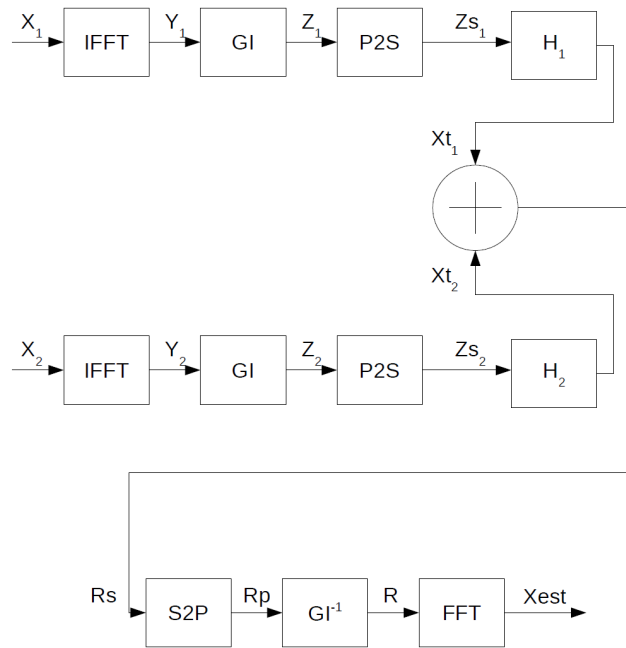 X₁ IFFT Y₁ GI Z₁ P2S Zs₁ H₁
Xt₁
Xt₂
X₂ IFFT Y₂ GI Z₂ P2S Zs₂ H₂
Rs S2P Rp GI⁻¹ R FFT Xest